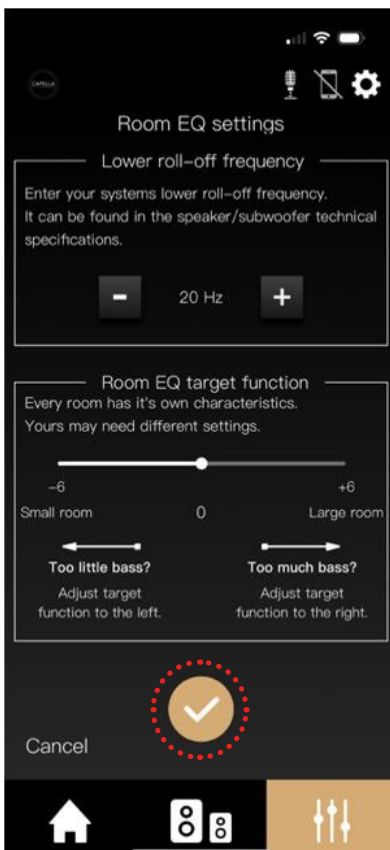 CAPELLA
Room EQ settings
Lower roll-off frequency
Enter your systems lower roll-off frequency.
It can be found in the speaker/subwoofer technical
specifications.
- 20 Hz +
Room EQ target function
Every room has it's own characteristics.
Yours may need different settings.
-6 +6
Small room 0 Large room
Too little bass? Too much bass?
Adjust target Adjust target
function to the left. function to the right.
Cancel